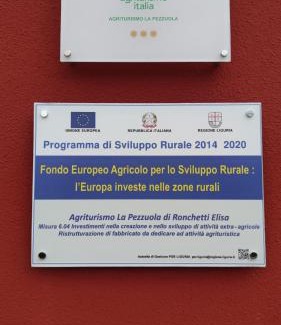 italia
AGRITURISMO LA PEZZUOLA
UNIONE EUROPEA
REPUBBLICA ITALIANA
REGIONE LIGURIA
Programma di Sviluppo Rurale 2014 2020
Fondo Europeo Agricolo per lo Sviluppo Rurale :
l'Europa investe nelle zone rurali
Agriturismo La Pezzuola di Ronchetti Elisa
Misure 6.04 Investimenti nella creazione e nello sviluppo di attività extra-agricole
Ristrutturazione di fabbricato da dedicare ad attività agrituristica